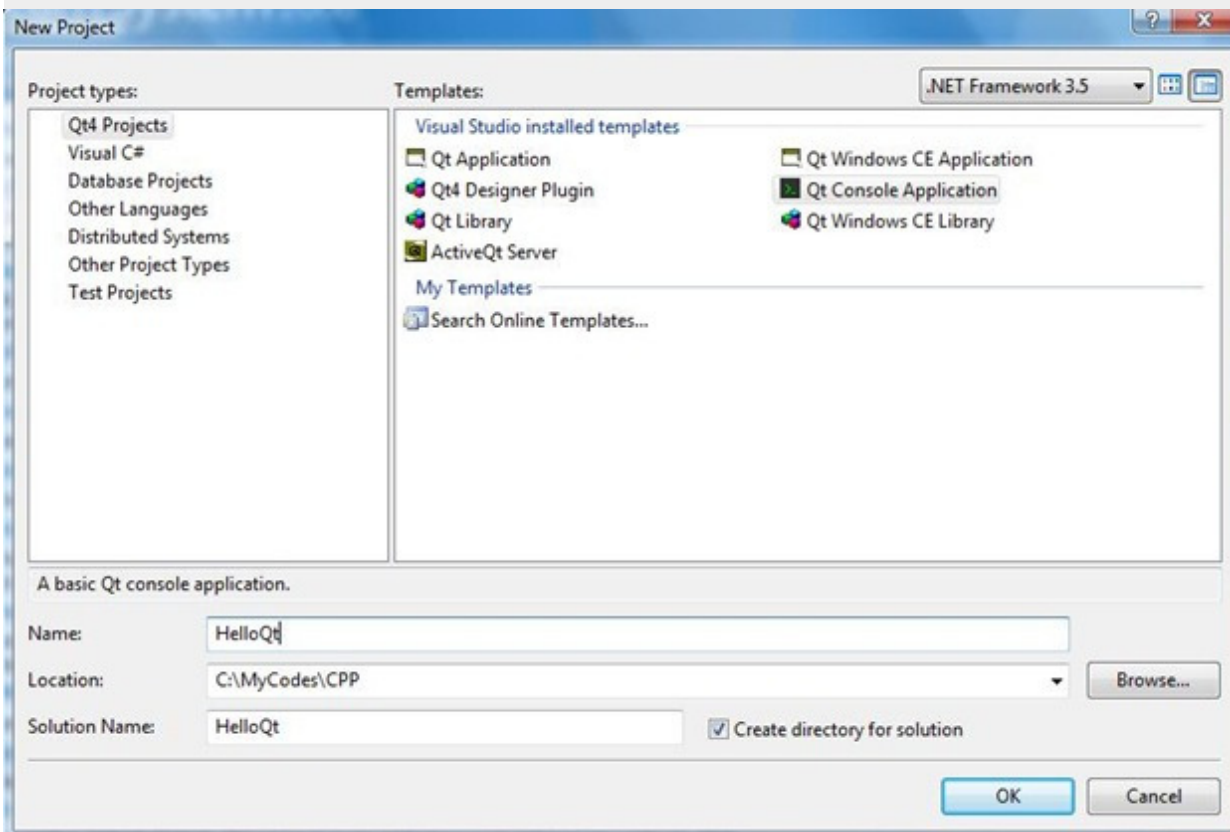 New Project
Project types:
Templates:
.NET Framework 3.5
Qt4 Projects
Visual C#
Database Projects
Other Languages
Distributed Systems
Other Project Types
Test Projects
Visual Studio installed templates
Qt Application
Qt Windows CE Application
Qt4 Designer Plugin
Qt Console Application
Qt Library
Qt Windows CE Library
ActiveQt Server
My Templates
Search Online Templates...
A basic Qt console application.
Name:
HelloQt
Location:
C:\MyCodes\CPP
Browse...
Solution Name:
HelloQt
Create directory for solution
OK
Cancel